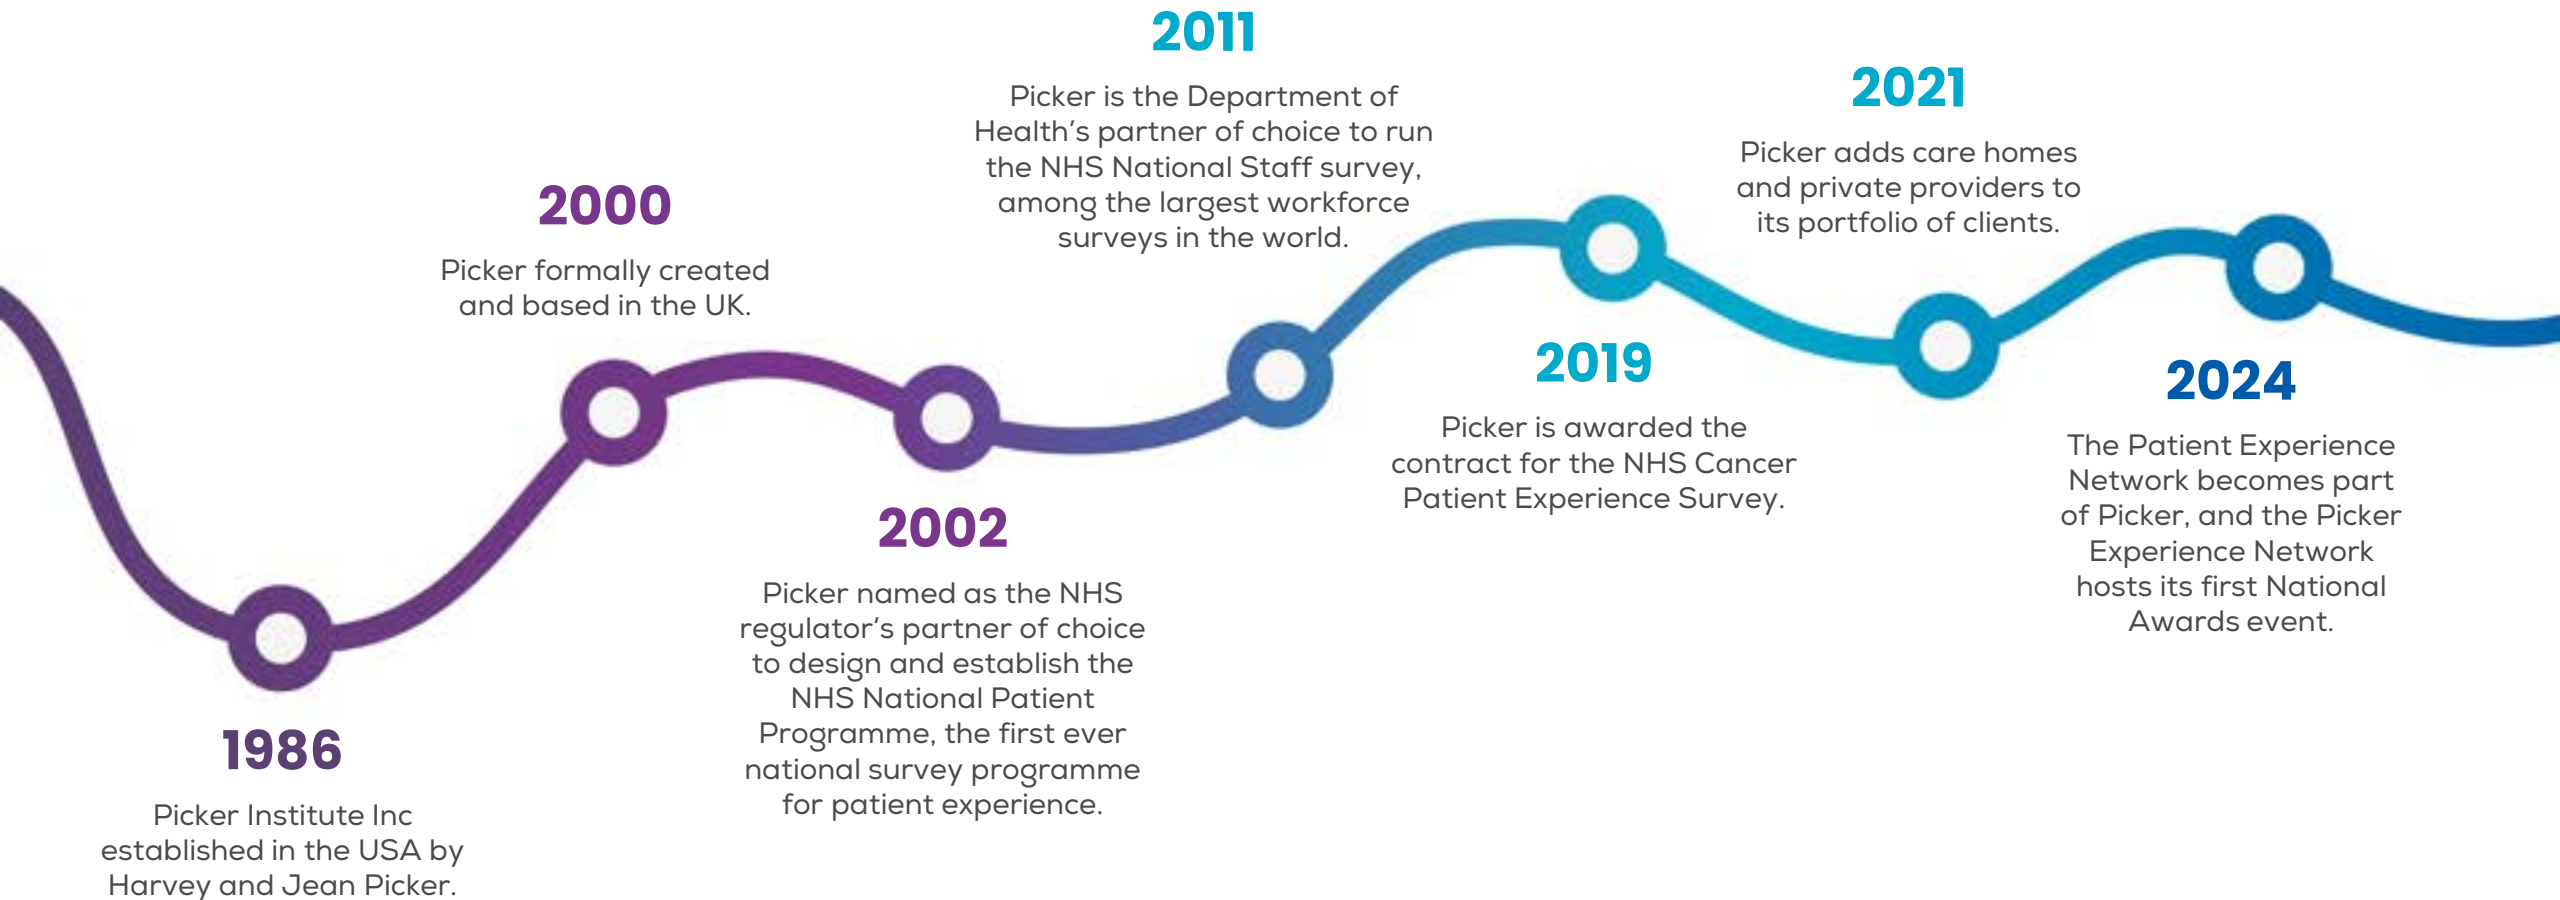 1986
Picker Institute Inc
established in the USA by
Harvey and Jean Picker.
2000
Picker formally created
and based in the UK.
2002
Picker named as the NHS
regulator's partner of choice
to design and establish the
NHS National Patient
Programme, the first ever
national survey programme
for patient experience.
2011
Picker is the Department of
Health's partner of choice to run
the NHS National Staff survey,
among the largest workforce
surveys in the world.
2019
Picker is awarded the
contract for the NHS Cancer
Patient Experience Survey.
2021
Picker adds care homes
and private providers to
its portfolio of clients.
2024
The Patient Experience
Network becomes part
of Picker, and the Picker
Experience Network
hosts its first National
Awards event.